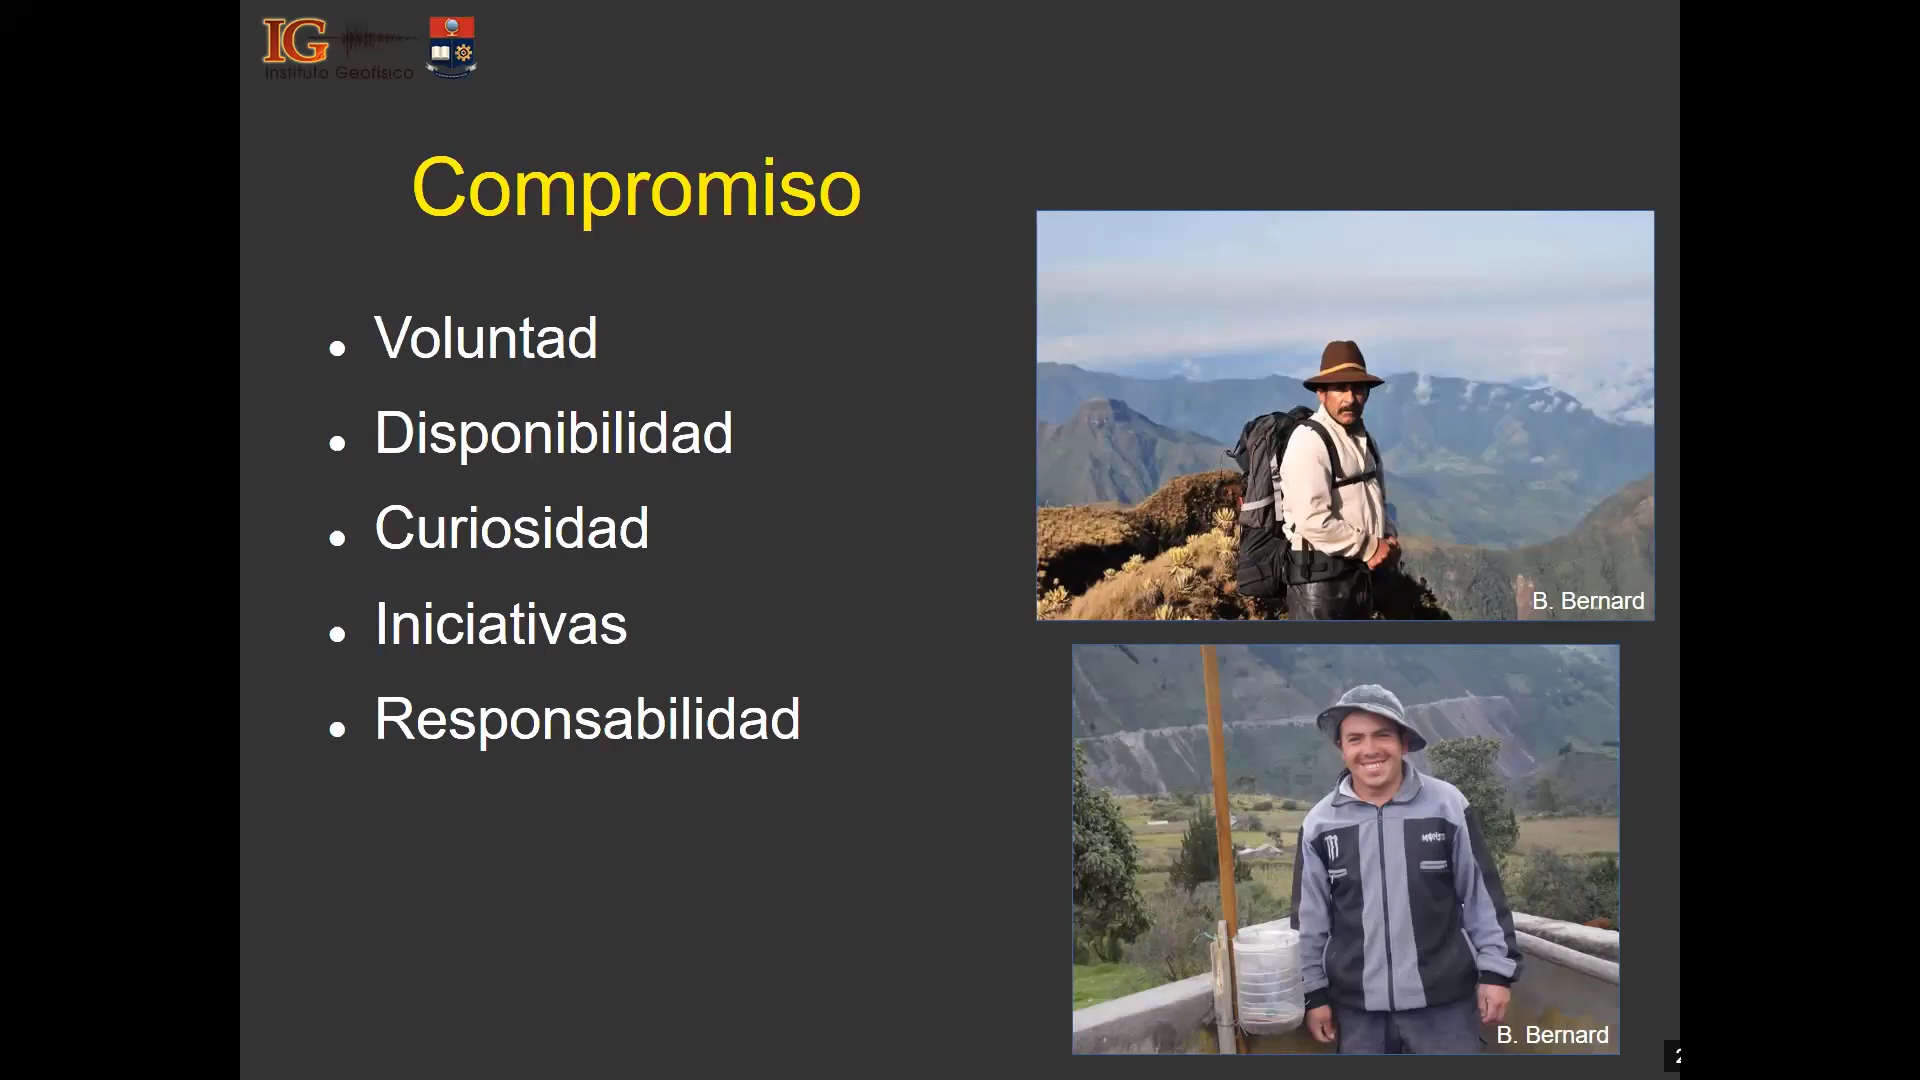 IG
Instituto Geofísico
Compromiso
Voluntad
Disponibilidad
Curiosidad
Iniciativas
Responsabilidad
B. Bernard
B. Bernard